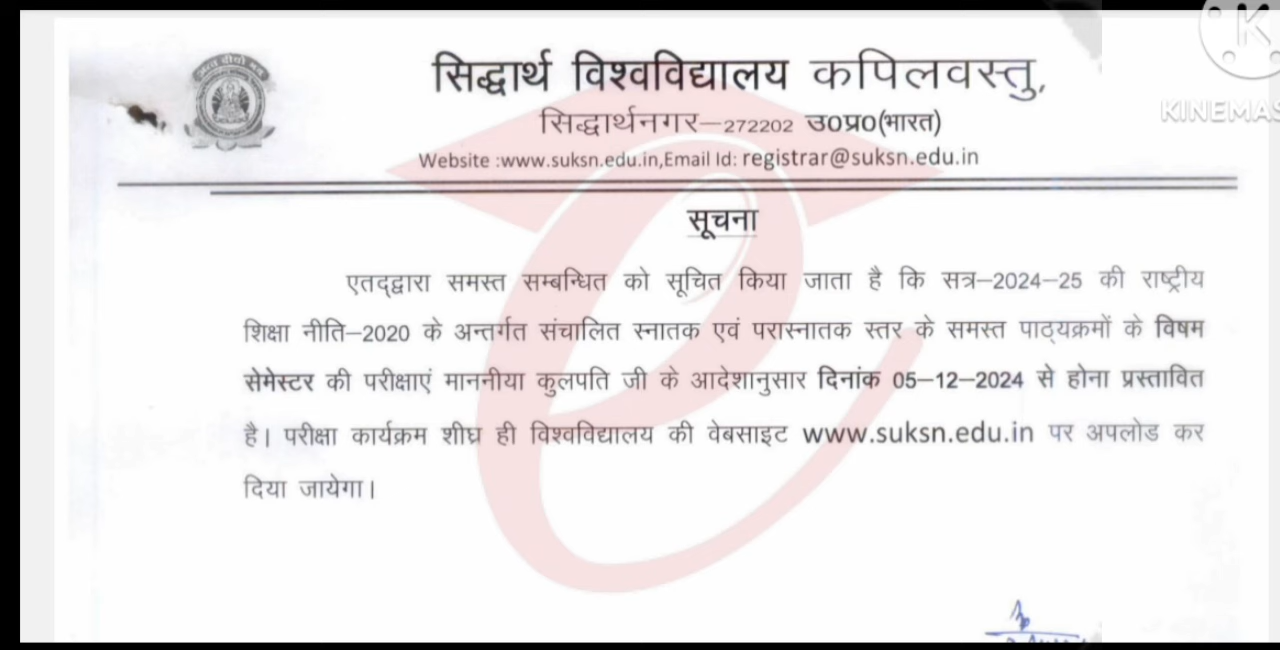 सिद्धार्थ विश्वविद्यालय कपिलवस्तु,
सिद्धार्थनगर–272202 उ0प्र0(भारत)
Website :www.suksn.edu.in,Email Id: registrar@suksn.edu.in
सूचना
एतद्द्वारा समस्त सम्बन्धित को सूचित किया जाता है कि सत्र–2024–25 की राष्ट्रीय
शिक्षा नीति–2020 के अन्तर्गत संचालित स्नातक एवं परास्नातक स्तर के समस्त पाठ्यक्रमों के विषम
सेमेस्टर की परीक्षाएं माननीया कुलपति जी के आदेशानुसार दिनांक 05–12–2024 से होना प्रस्तावित
है। परीक्षा कार्यक्रम शीघ्र ही विश्वविद्यालय की वेबसाइट www.suksn.edu.in पर अपलोड कर
दिया जायेगा।
K
KINEMAS